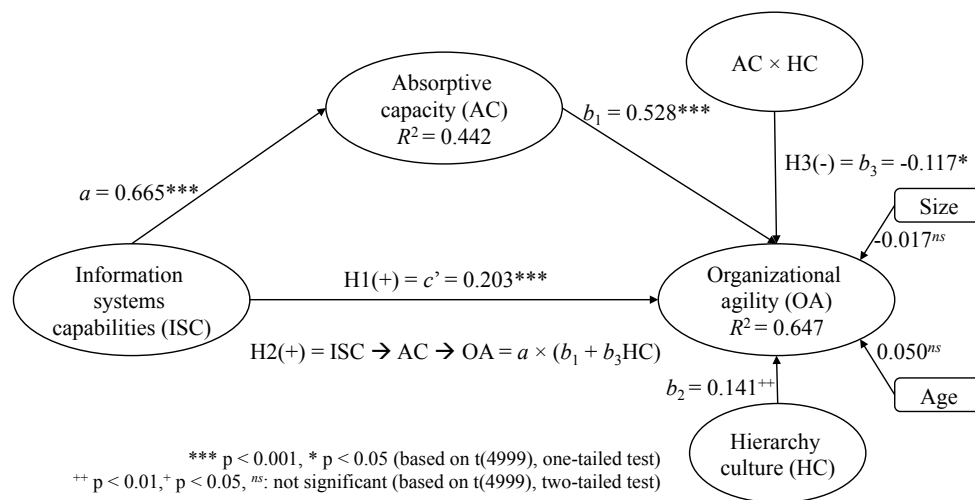 AC × HC
Absorptive
capacity (AC)
R² = 0.442
b₁ = 0.528***
H3(-) = b₃ = -0.117*
a = 0.665***
Size
-0.017ⁿˢ
Information
systems
capabilities (ISC)
H1(+) = c’ = 0.203***
Organizational
agility (OA)
R² = 0.647
H2(+) = ISC → AC → OA = a × (b₁ + b₃HC)
0.050ⁿˢ
b₂ = 0.141⁺⁺
Age
Hierarchy
culture (HC)
*** p < 0.001, * p < 0.05 (based on t(4999), one-tailed test)
⁺⁺ p < 0.01,⁺ p < 0.05, ⁿˢ: not significant (based on t(4999), two-tailed test)